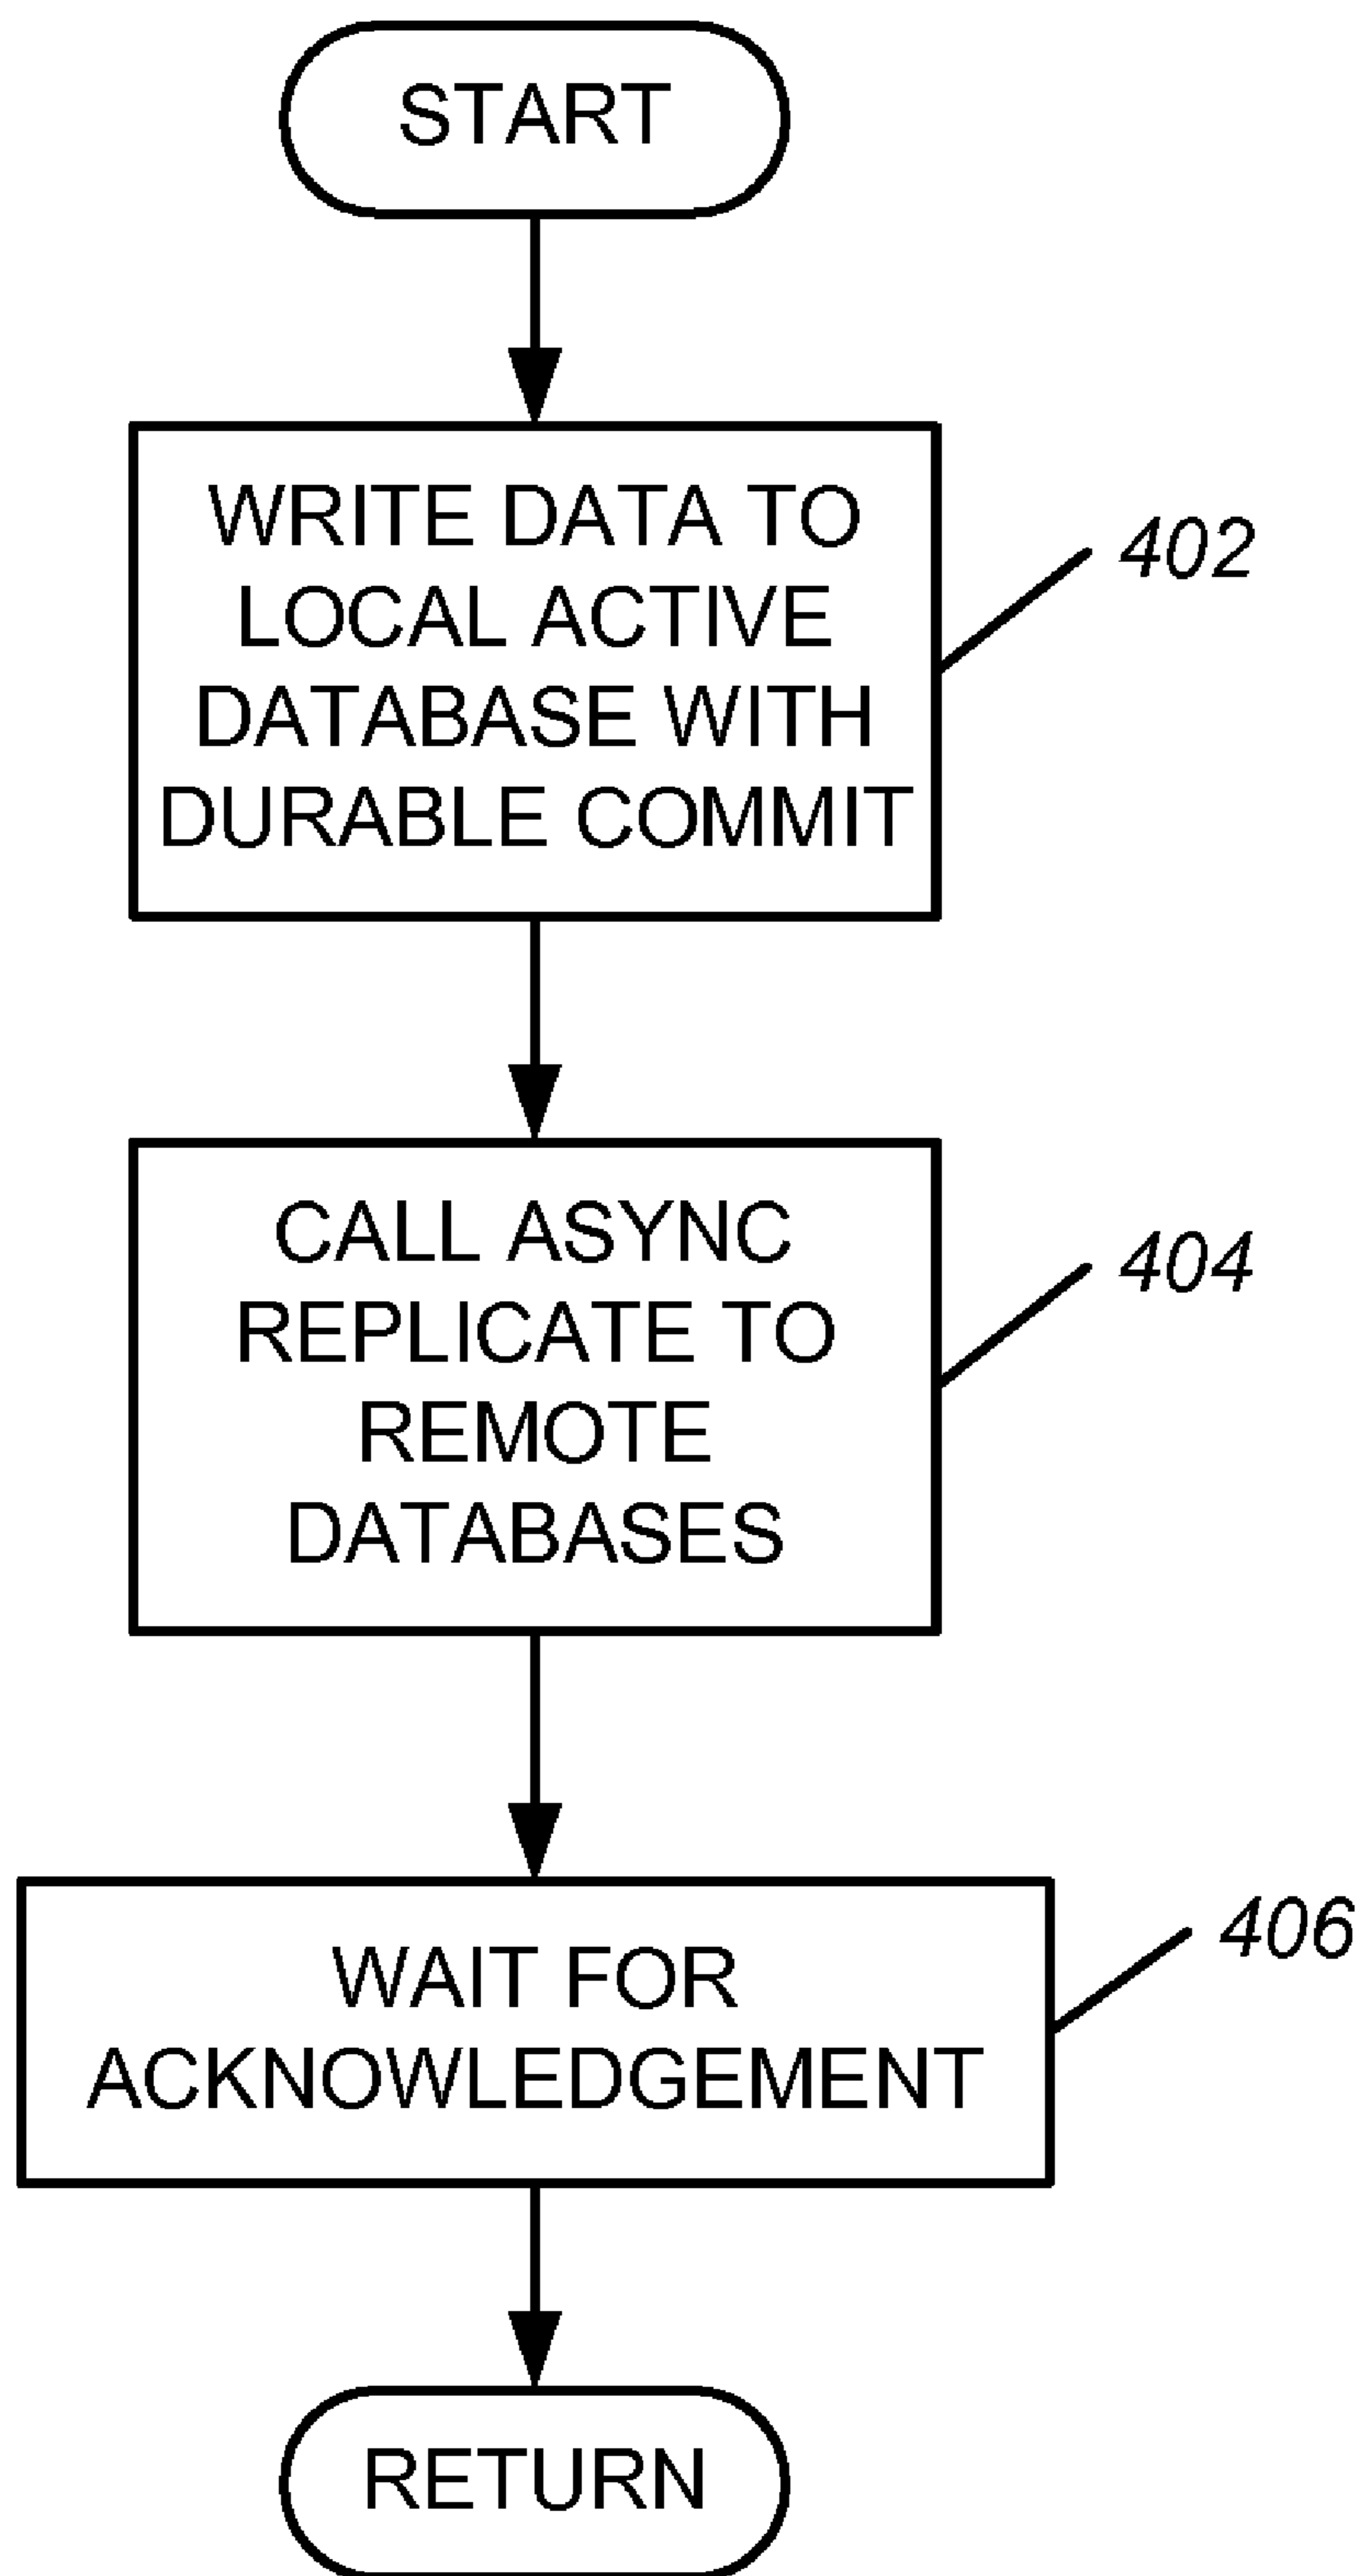 START
WRITE DATA TO
LOCAL ACTIVE
DATABASE WITH
DURABLE COMMIT
402
CALL ASYNC
REPLICATE TO
REMOTE
DATABASES
404
WAIT FOR
ACKNOWLEDGEMENT
406
RETURN